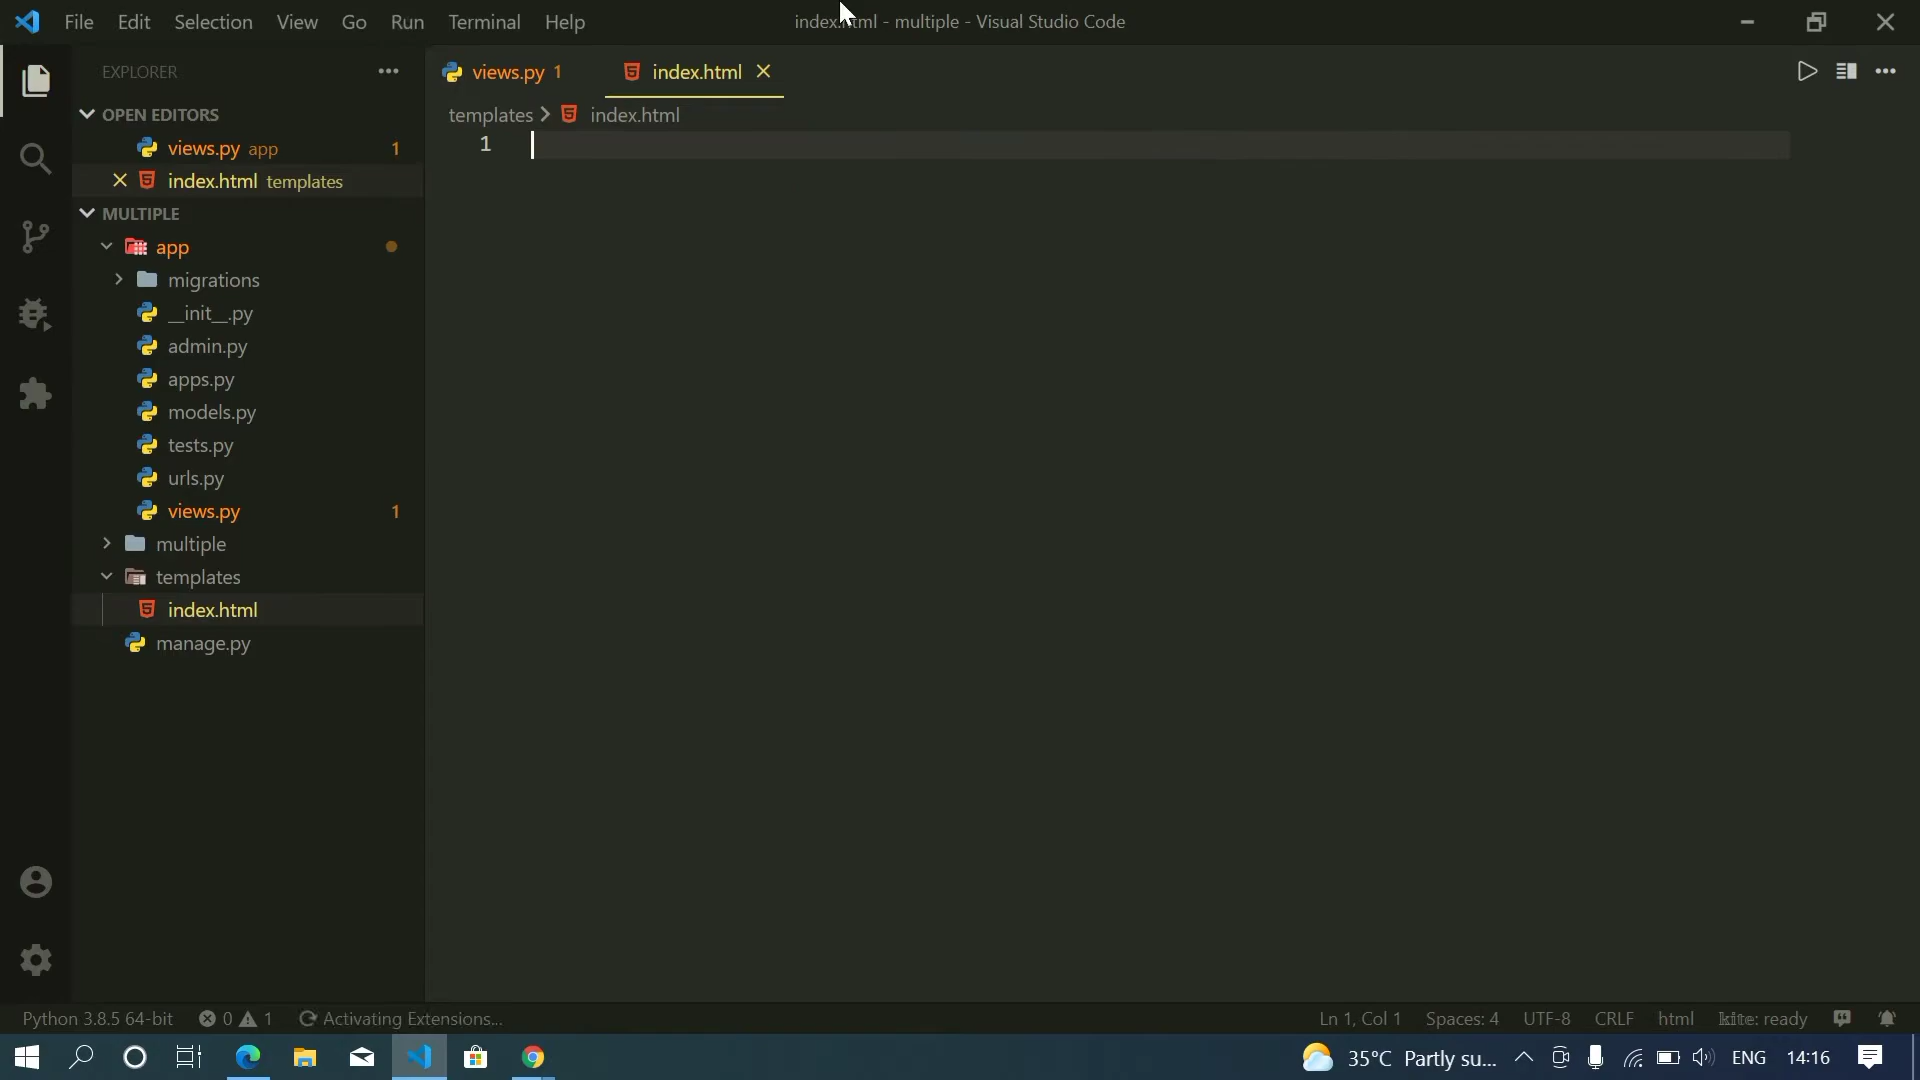 File Edit Selection View Go Run Terminal Help
index.html - multiple - Visual Studio Code
EXPLORER
OPEN EDITORS
views.py app 1
index.html templates
MULTIPLE
app
migrations
__init__.py
admin.py
apps.py
models.py
tests.py
urls.py
views.py 1
multiple
templates
index.html
manage.py
views.py 1 index.html
templates > index.html
1
Python 3.8.5 64-bit 0 1 Activating Extensions... Ln 1, Col 1 Spaces: 4 UTF-8 CRLF html kite: ready
35°C Partly su... ENG 14:16